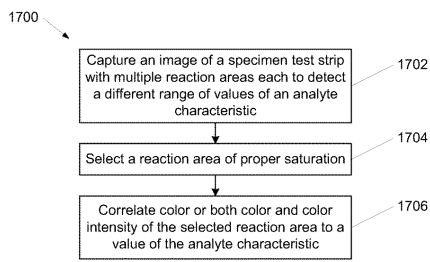 1700
Capture an image of a specimen test strip
with multiple reaction areas each to detect
a different range of values of an analyte
characteristic
1702
Select a reaction area of proper saturation
1704
Correlate color or both color and color
intensity of the selected reaction area to a
value of the analyte characteristic
1706